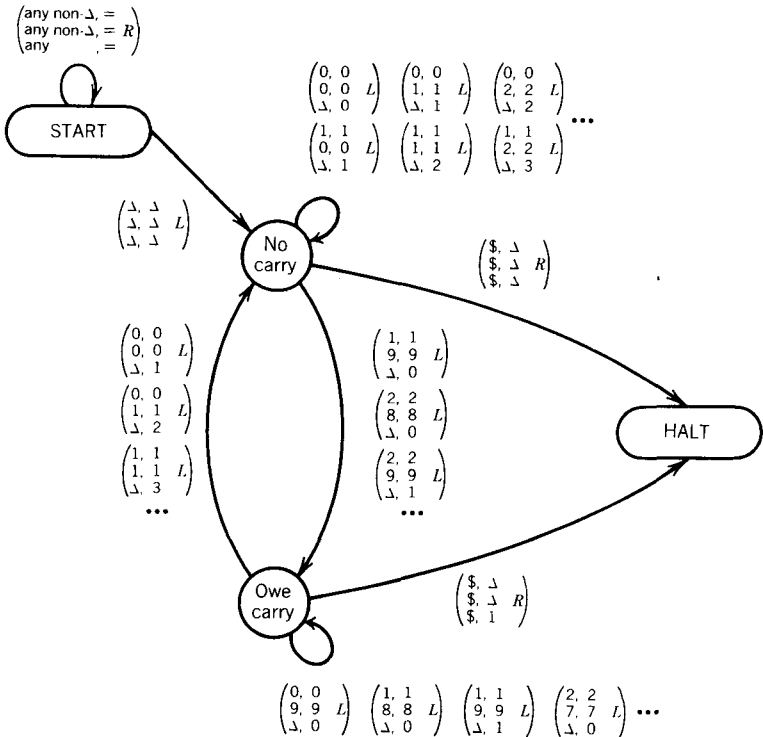 any non-Δ, =
any non-Δ, = R
any , =
START
0, 0
0, 0 L
Δ, 0
0, 0
1, 1 L
Δ, 1
0, 0
2, 2 L
Δ, 2
•••
1, 1
0, 0 L
Δ, 1
1, 1
1, 1 L
Δ, 2
1, 1
2, 2 L
Δ, 3
Δ, Δ
Δ, Δ L
Δ, Δ
No
carry
$, Δ
$, Δ R
$, Δ
0, 0
0, 0 L
Δ, 1
0, 0
1, 1 L
Δ, 2
1, 1
1, 1 L
Δ, 3
•••
1, 1
9, 9 L
Δ, 0
2, 2
8, 8 L
Δ, 0
2, 2
9, 9 L
Δ, 1
•••
HALT
Owe
carry
$, Δ
$, Δ R
$, 1
0, 0
9, 9 L
Δ, 0
1, 1
8, 8 L
Δ, 0
1, 1
9, 9 L
Δ, 1
2, 2
7, 7 L
Δ, 0
•••